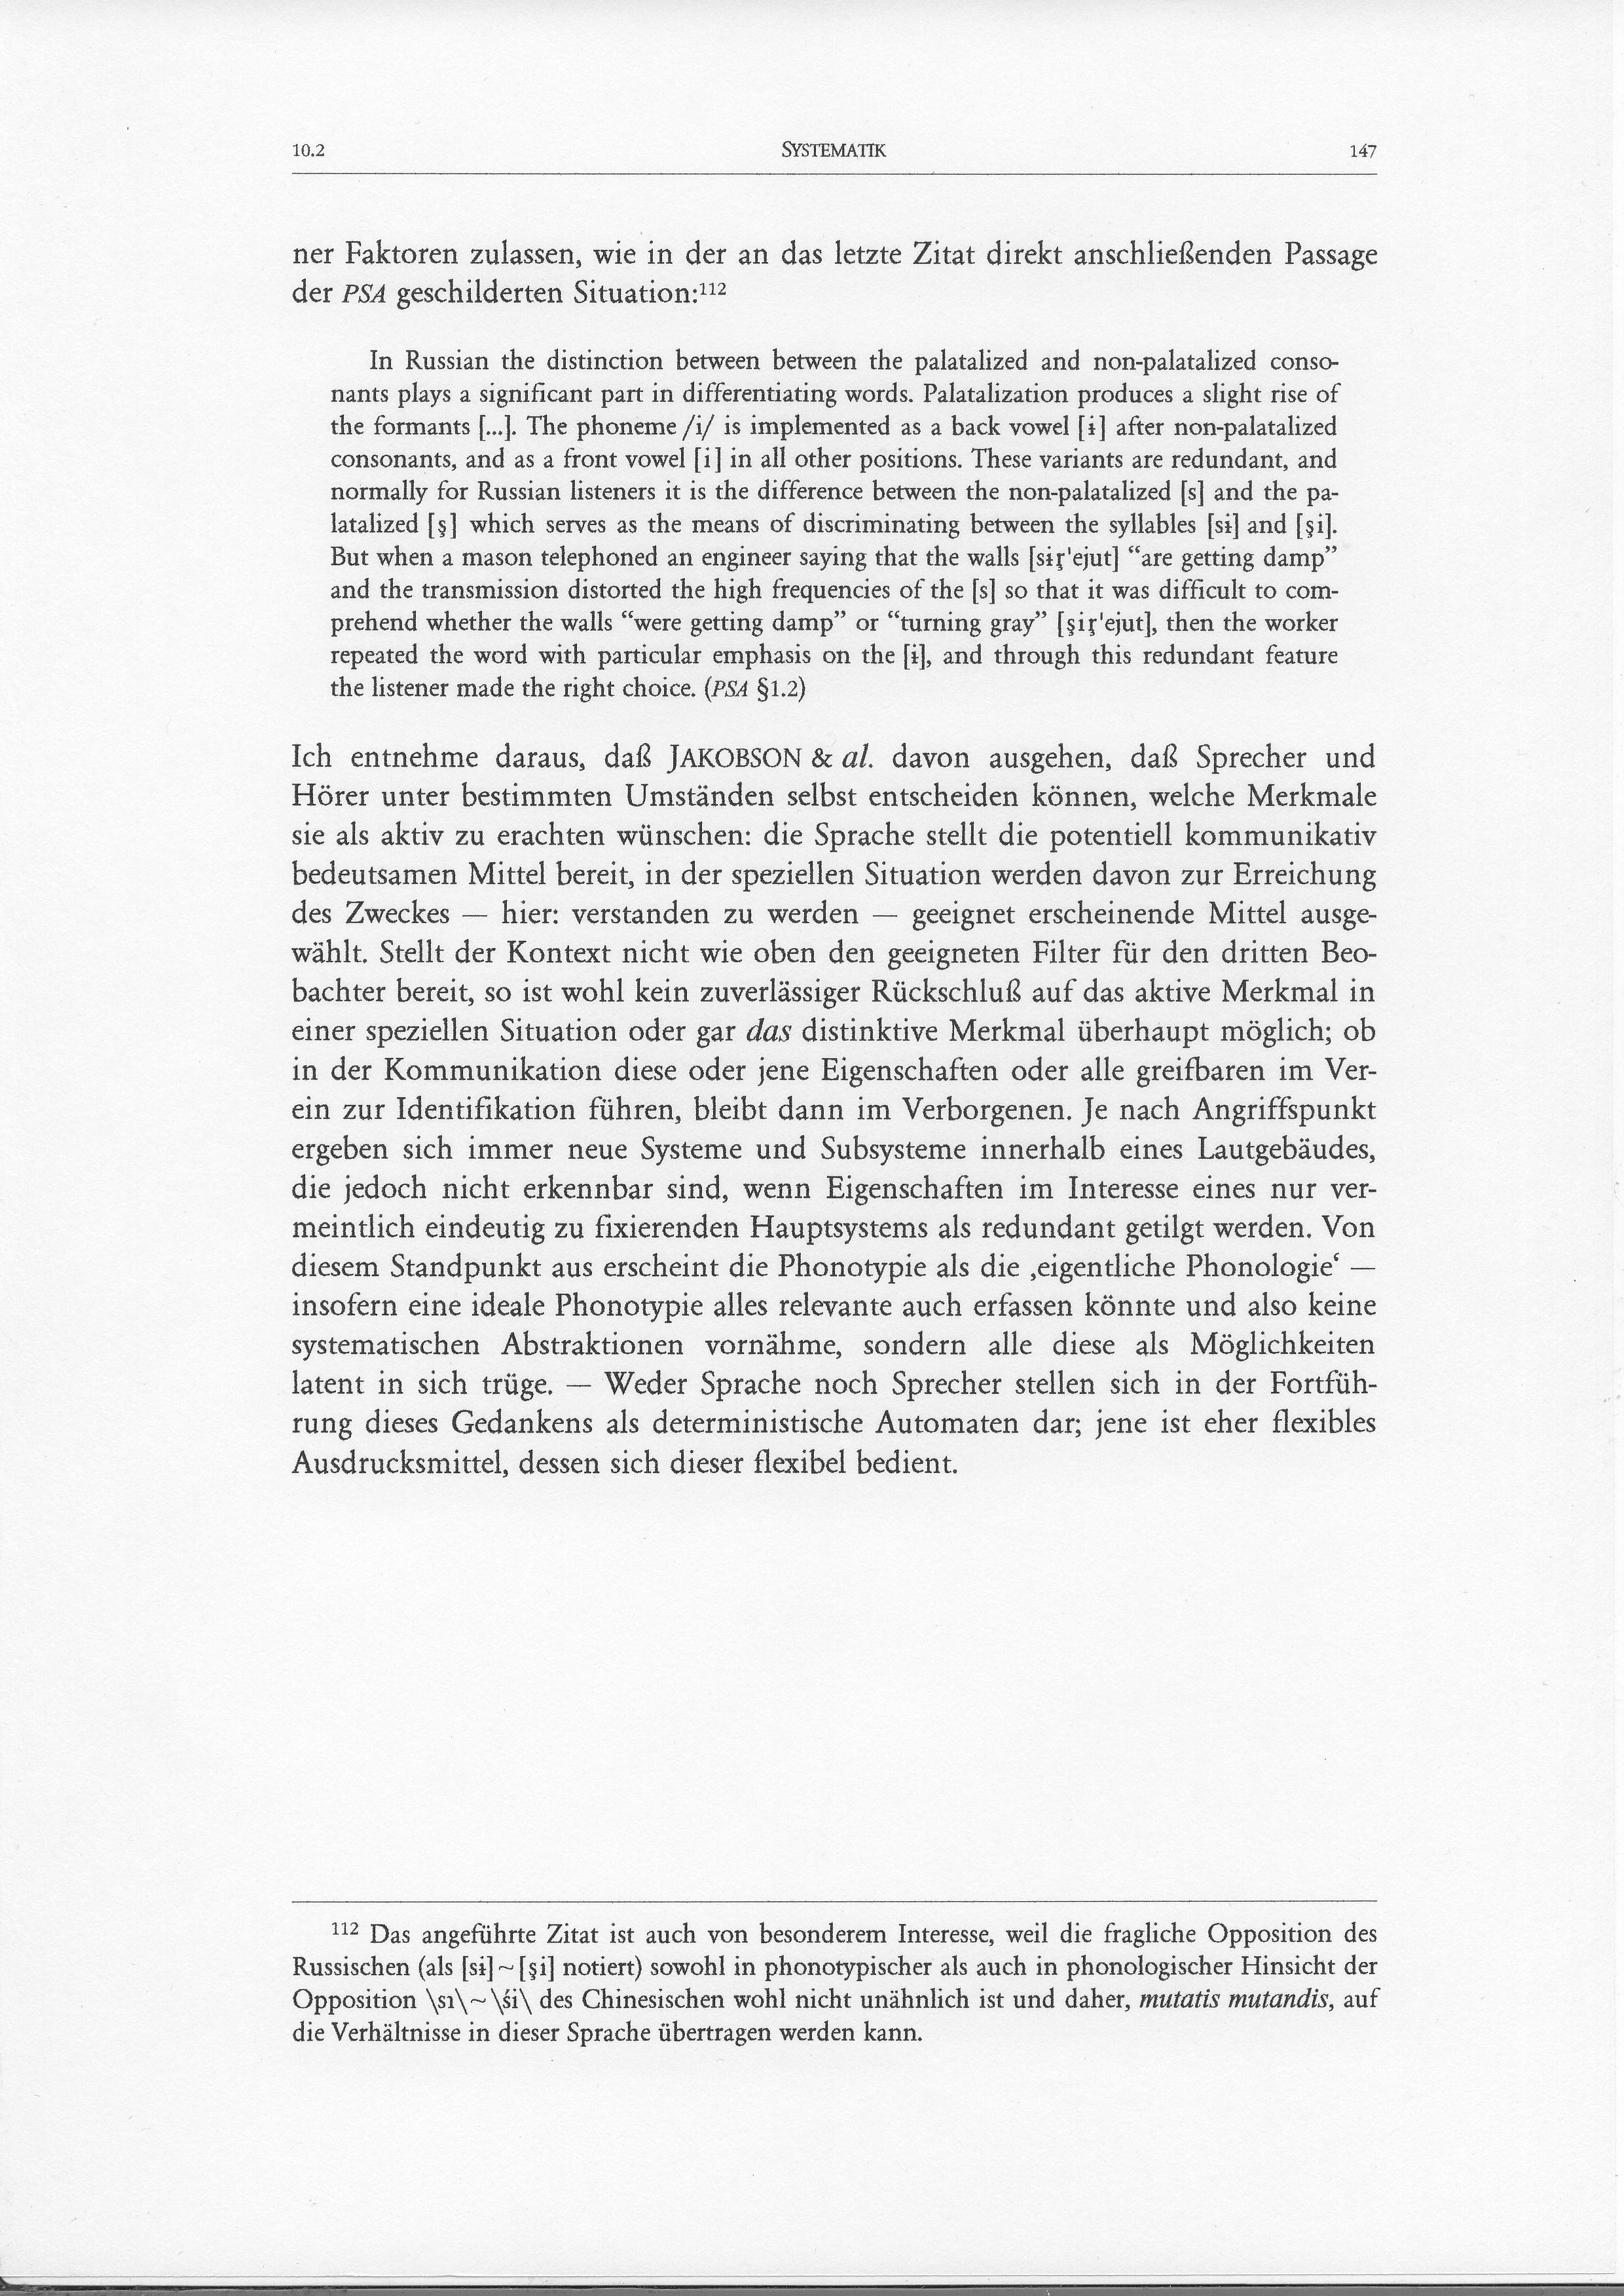 10.2 SYSTEMATIK 147
ner Faktoren zulassen, wie in der an das letzte Zitat direkt anschließenden Passage
der PSA geschilderten Situation:¹¹²
In Russian the distinction between between the palatalized and non-palatalized conso-
nants plays a significant part in differentiating words. Palatalization produces a slight rise of
the formants [...]. The phoneme /i/ is implemented as a back vowel [ɨ] after non-palatalized
consonants, and as a front vowel [i] in all other positions. These variants are redundant, and
normally for Russian listeners it is the difference between the non-palatalized [s] and the pa-
latalized [ş] which serves as the means of discriminating between the syllables [sɨ] and [şi].
But when a mason telephoned an engineer saying that the walls [sɨŗ'ejut] “are getting damp”
and the transmission distorted the high frequencies of the [s] so that it was difficult to com-
prehend whether the walls “were getting damp” or “turning gray” [şiŗ'ejut], then the worker
repeated the word with particular emphasis on the [ɨ], and through this redundant feature
the listener made the right choice. (PSA §1.2)
Ich entnehme daraus, daß JAKOBSON & al. davon ausgehen, daß Sprecher und
Hörer unter bestimmten Umständen selbst entscheiden können, welche Merkmale
sie als aktiv zu erachten wünschen: die Sprache stellt die potentiell kommunikativ
bedeutsamen Mittel bereit, in der speziellen Situation werden davon zur Erreichung
des Zweckes — hier: verstanden zu werden — geeignet erscheinende Mittel ausge-
wählt. Stellt der Kontext nicht wie oben den geeigneten Filter für den dritten Beo-
bachter bereit, so ist wohl kein zuverlässiger Rückschluß auf das aktive Merkmal in
einer speziellen Situation oder gar das distinktive Merkmal überhaupt möglich; ob
in der Kommunikation diese oder jene Eigenschaften oder alle greifbaren im Ver-
ein zur Identifikation führen, bleibt dann im Verborgenen. Je nach Angriffspunkt
ergeben sich immer neue Systeme und Subsysteme innerhalb eines Lautgebäudes,
die jedoch nicht erkennbar sind, wenn Eigenschaften im Interesse eines nur ver-
meintlich eindeutig zu fixierenden Hauptsystems als redundant getilgt werden. Von
diesem Standpunkt aus erscheint die Phonotypie als die ‚eigentliche Phonologie‘ —
insofern eine ideale Phonotypie alles relevante auch erfassen könnte und also keine
systematischen Abstraktionen vornähme, sondern alle diese als Möglichkeiten
latent in sich trüge. — Weder Sprache noch Sprecher stellen sich in der Fortfüh-
rung dieses Gedankens als deterministische Automaten dar; jene ist eher flexibles
Ausdrucksmittel, dessen sich dieser flexibel bedient.
¹¹² Das angeführte Zitat ist auch von besonderem Interesse, weil die fragliche Opposition des
Russischen (als [sɨ] ~ [şi] notiert) sowohl in phonotypischer als auch in phonologischer Hinsicht der
Opposition \sı\ ~ \śi\ des Chinesischen wohl nicht unähnlich ist und daher, mutatis mutandis, auf
die Verhältnisse in dieser Sprache übertragen werden kann.